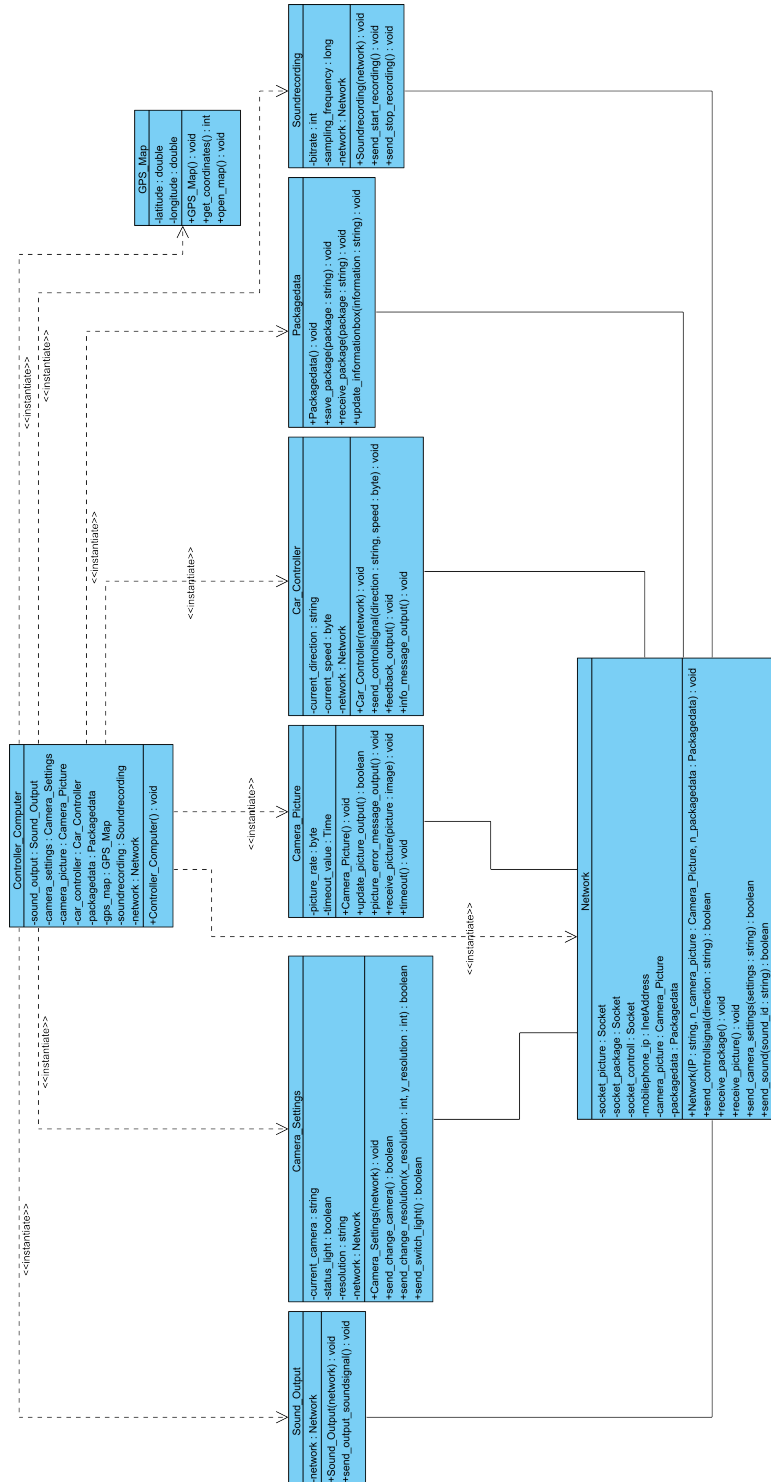 Controller_Computer
-sound_output : Sound_Output
-camera_settings : Camera_Settings
-camera_picture : Camera_Picture
-car_controller : Car_Controller
-packagedata : Packagedata
-gps_map : GPS_Map
-soundrecording : Soundrecording
-network : Network
+Controller_Computer() : void
<<instantiate>>
<<instantiate>>
<<instantiate>>
<<instantiate>>
<<instantiate>>
<<instantiate>>
<<instantiate>>
<<instantiate>>
GPS_Map
-latitude : double
-longitude : double
+GPS_Map() : void
+get_coordinates() : int
+open_map() : void
Sound_Output
-network : Network
+Sound_Output(network) : void
+send_output_soundsignal() : void
Camera_Settings
-current_camera : string
-status_light : boolean
-resolution : string
-network : Network
+Camera_Settings(network) : void
+send_change_camera() : boolean
+send_change_resolution(x_resolution : int, y_resolution : int) : boolean
+send_switch_light() : boolean
Camera_Picture
-picture_rate : byte
-timeout_value : Time
+Camera_Picture() : void
+update_picture_output() : boolean
+picture_error_message_output() : void
+receive_picture(picture : image) : void
+timeout() : void
Car_Controller
-current_direction : string
-current_speed : byte
-network : Network
+Car_Controller(network) : void
+send_controllsignal(direction : string, speed : byte) : void
+feedback_output() : void
+info_message_output() : void
Packagedata
+Packagedata() : void
+save_package(package : string) : void
+receive_package(package : string) : void
+update_informationbox(information : string) : void
Soundrecording
-bitrate : int
-sampling_frequency : long
-network : Network
+Soundrecording(network) : void
+send_start_recording() : void
+send_stop_recording() : void
Network
-socket_picture : Socket
-socket_package : Socket
-socket_controll : Socket
-mobilephone_ip : InetAddress
-camera_picture : Camera_Picture
-packagedata : Packagedata
+Network(IP : string, n_camera_picture : Camera_Picture, n_packagedata : Packagedata) : void
+send_controllsignal(direction : string) : boolean
+receive_package() : void
+receive_picture() : void
+send_camera_settings(settings : string) : boolean
+send_sound(sound_id : string) : boolean